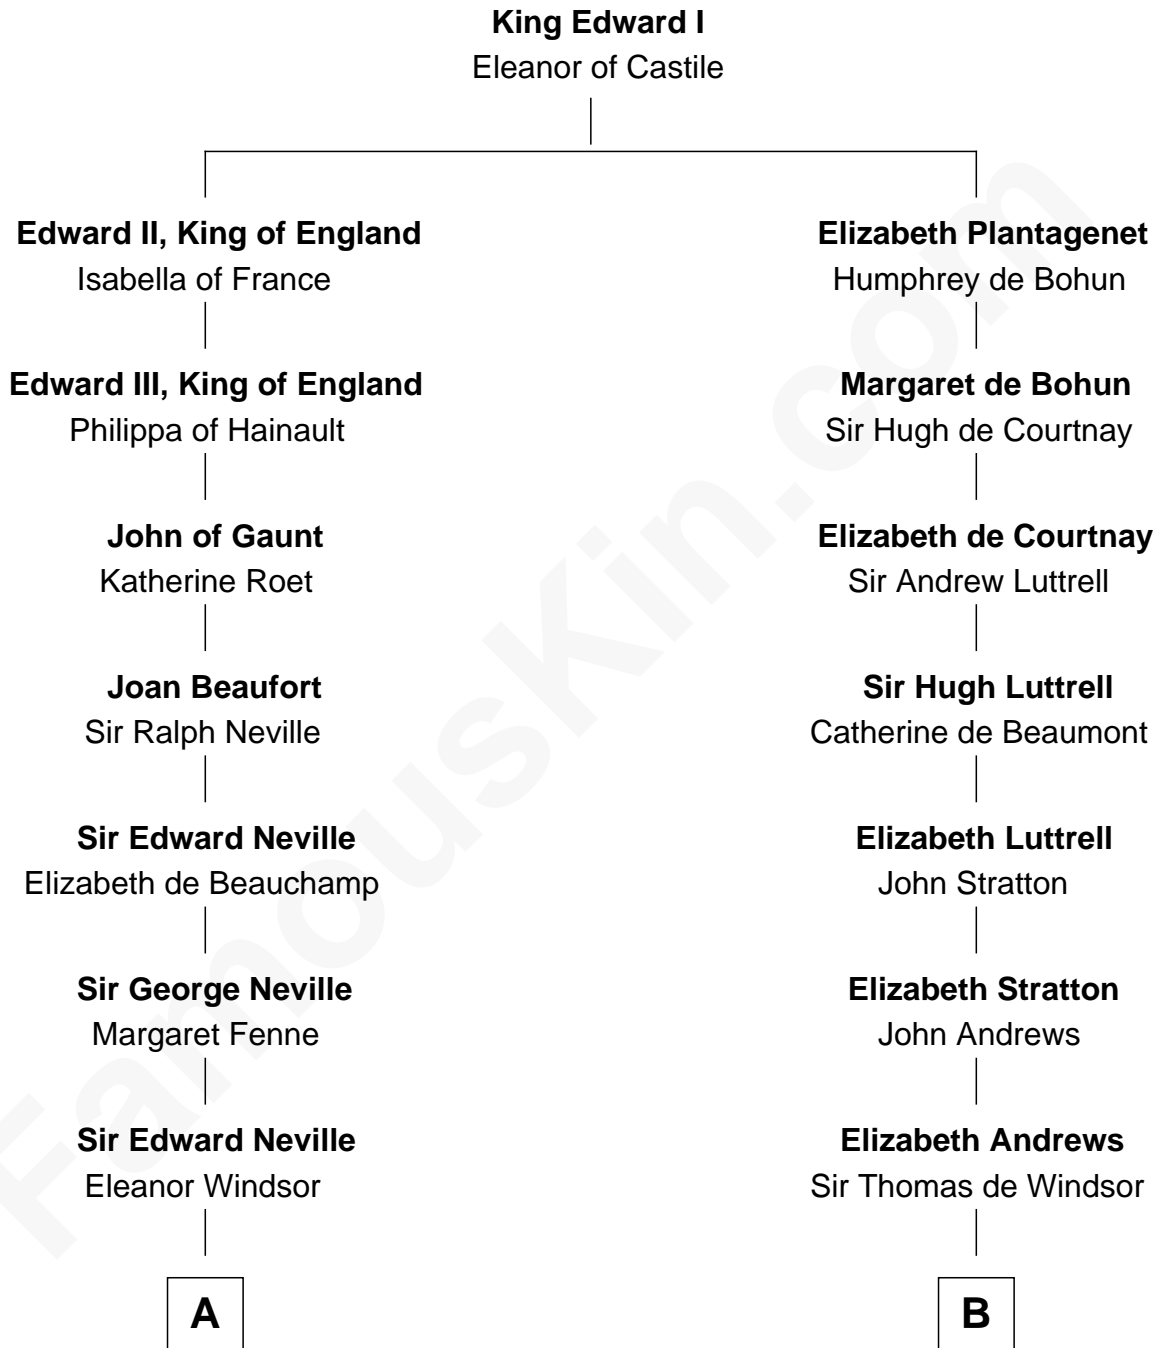 King Edward I
Eleanor of Castile
Edward II, King of England
Isabella of France
Elizabeth Plantagenet
Humphrey de Bohun
Edward III, King of England
Philippa of Hainault
Margaret de Bohun
Sir Hugh de Courtnay
John of Gaunt
Katherine Roet
Elizabeth de Courtnay
Sir Andrew Luttrell
Joan Beaufort
Sir Ralph Neville
Sir Hugh Luttrell
Catherine de Beaumont
Sir Edward Neville
Elizabeth de Beauchamp
Elizabeth Luttrell
John Stratton
Sir George Neville
Margaret Fenne
Elizabeth Stratton
John Andrews
Sir Edward Neville
Eleanor Windsor
Elizabeth Andrews
Sir Thomas de Windsor
A
B
FamousKin.com